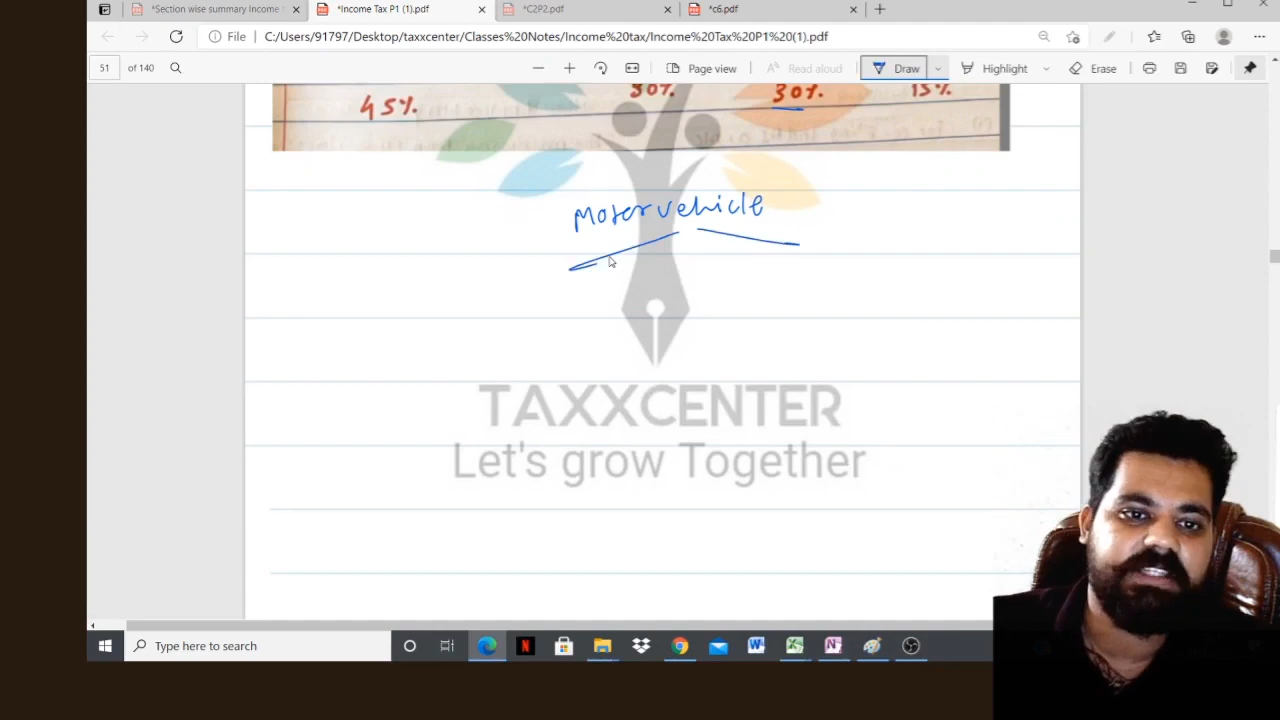 *Section wise summary Income
*Income Tax P1 (1).pdf
*C2P2.pdf
*c6.pdf
File
C:/Users/91797/Desktop/taxxcenter/Classes%20Notes/Income%20tax/Income%20Tax%20P1%20(1).pdf
51 of 140
Page view
Read aloud
Draw
Highlight
Erase
45%. 30%. 30%. 15%
Moter vehicle
TAXXCENTER
Let's grow Together
Type here to search